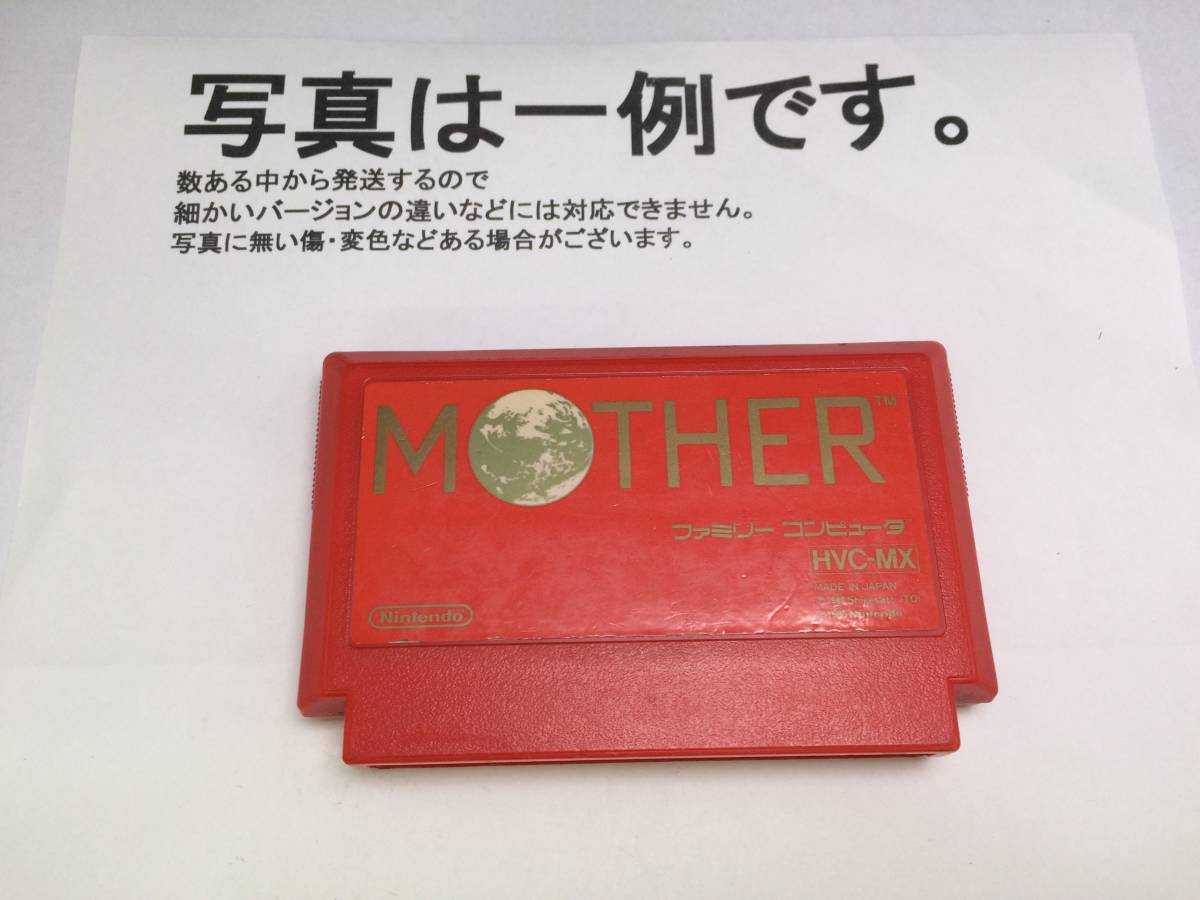 写真は一例です。
数ある中から発送するので
細かいバージョンの違いなどには対応できません。
写真に無い傷・変色などある場合がございます。
MOTHER™
ファミリー コンピュータ
HVC-MX
MADE IN JAPAN
Nintendo
ITOI
Nintendo